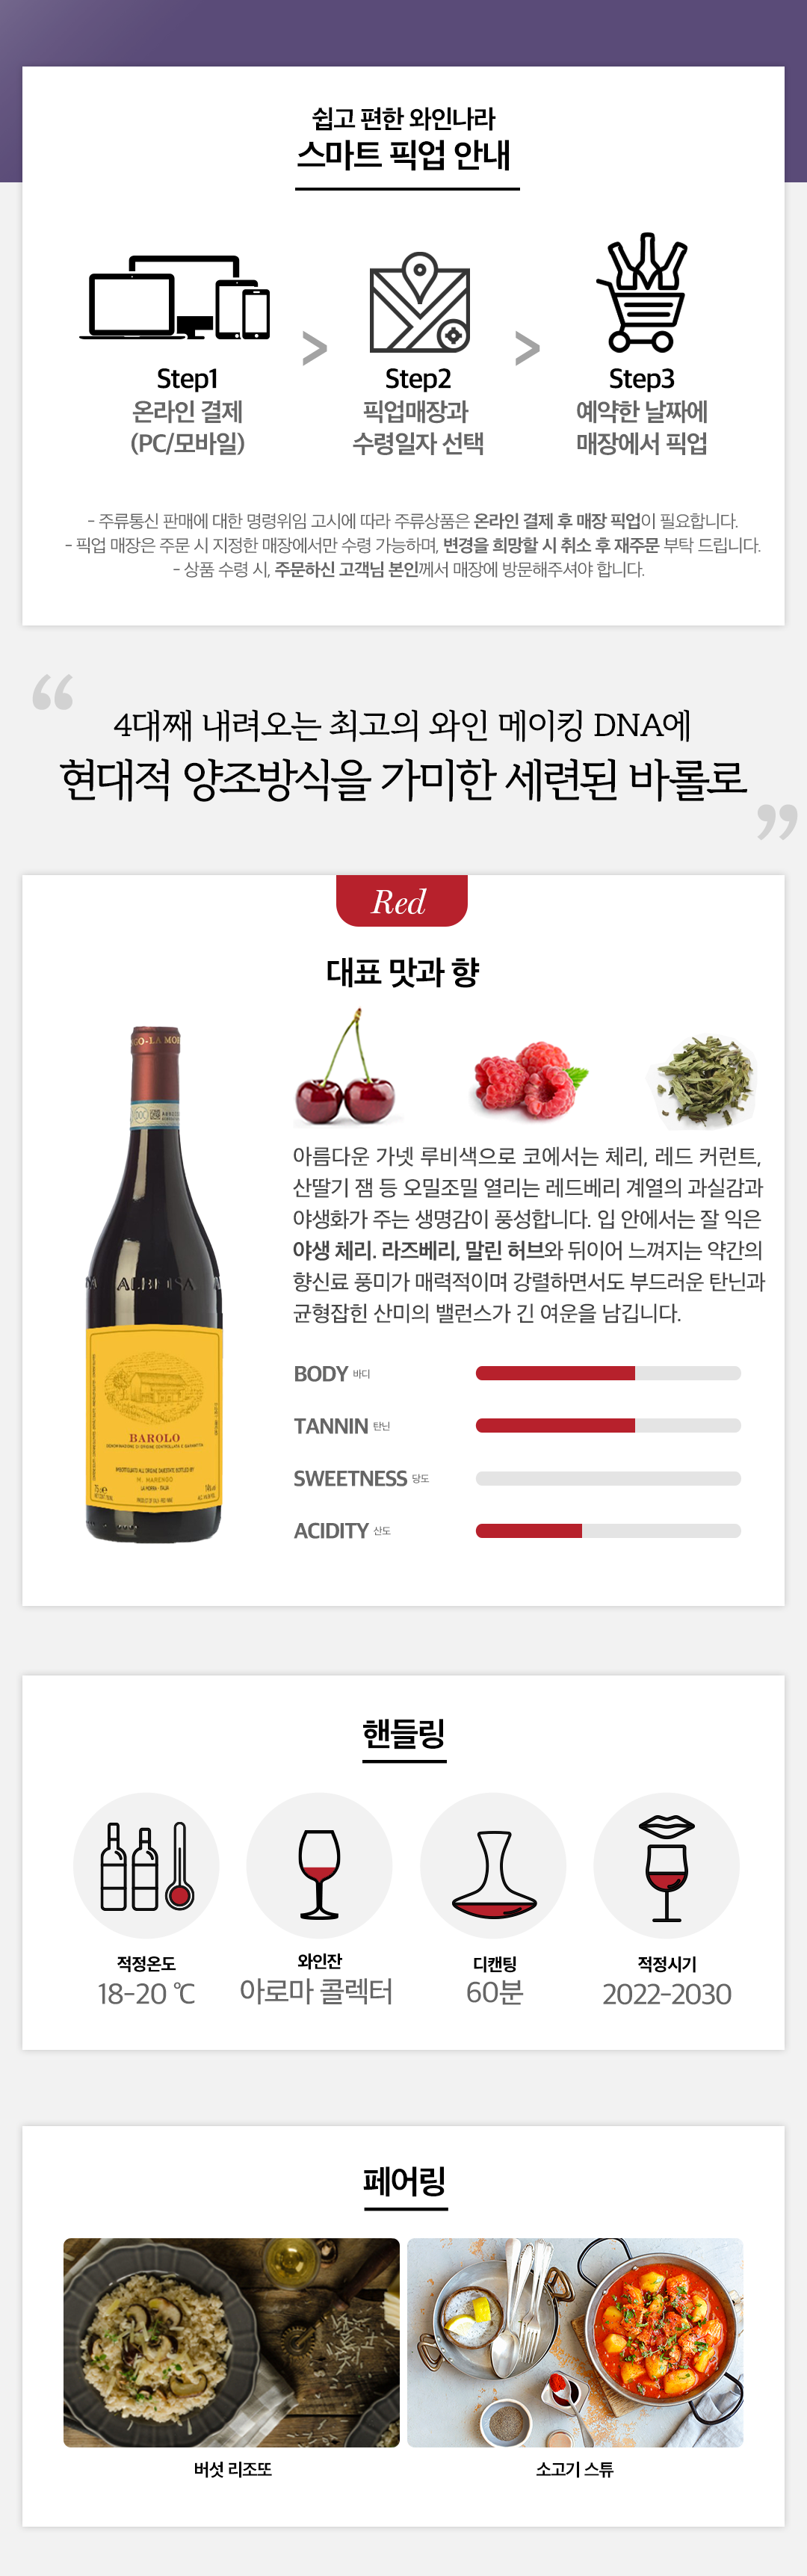 쉽고 편한 와인나라
스마트 픽업 안내
>
>
Step1
온라인 결제
(PC/모바일)
Step2
픽업매장과
수령일자 선택
Step3
예약한 날짜에
매장에서 픽업
- 주류통신 판매에 대한 명령위임 고시에 따라 주류상품은 온라인 결제 후 매장 픽업이 필요합니다.
- 픽업 매장은 주문 시 지정한 매장에서만 수령 가능하며, 변경을 희망할 시 취소 후 재주문 부탁 드립니다.
- 상품 수령 시, 주문하신 고객님 본인께서 매장에 방문해주셔야 합니다.
“
4대째 내려오는 최고의 와인 메이킹 DNA에
현대적 양조방식을 가미한 세련된 바롤로
”
Red
대표 맛과 향
아름다운 가넷 루비색으로 코에서는 체리, 레드 커런트,
산딸기 잼 등 오밀조밀 열리는 레드베리 계열의 과실감과
야생화가 주는 생명감이 풍성합니다. 입 안에서는 잘 익은
야생 체리. 라즈베리, 말린 허브와 뒤이어 느껴지는 약간의
향신료 풍미가 매력적이며 강렬하면서도 부드러운 탄닌과
균형잡힌 산미의 밸런스가 긴 여운을 남깁니다.
ALBEISA
BAROLO
M. MARENGO
LA MORRA - ITALIA
BODY 바디
TANNIN 탄닌
SWEETNESS 당도
ACIDITY 산도
핸들링
적정온도
18-20 ℃
와인잔
아로마 콜렉터
디캔팅
60분
적정시기
2022-2030
페어링
버섯 리조또
소고기 스튜